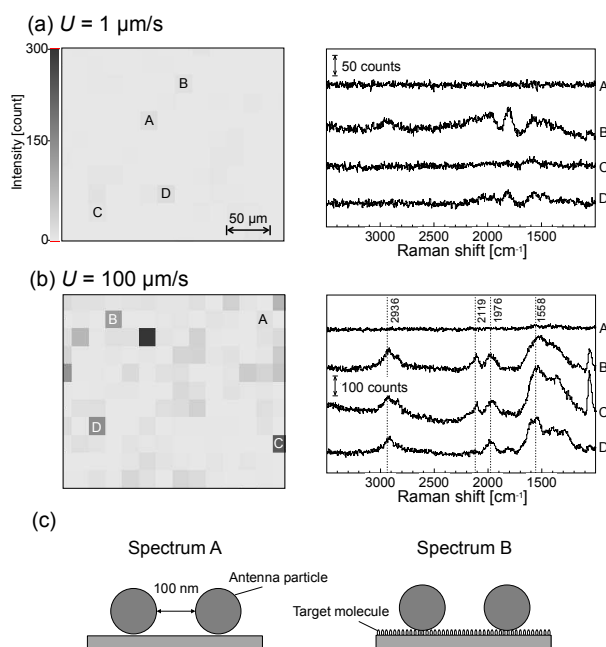 (a) U = 1 μm/s
300
150
0
Intensity [count]
A
B
C
D
50 μm
50 counts
A
B
C
D
3000 2500 2000 1500
Raman shift [cm-1]
(b) U = 100 μm/s
A
B
C
D
2936
2119
1976
1558
100 counts
A
B
C
D
3000 2500 2000 1500
Raman shift [cm-1]
(c)
Spectrum A
Spectrum B
100 nm
Antenna particle
Target molecule